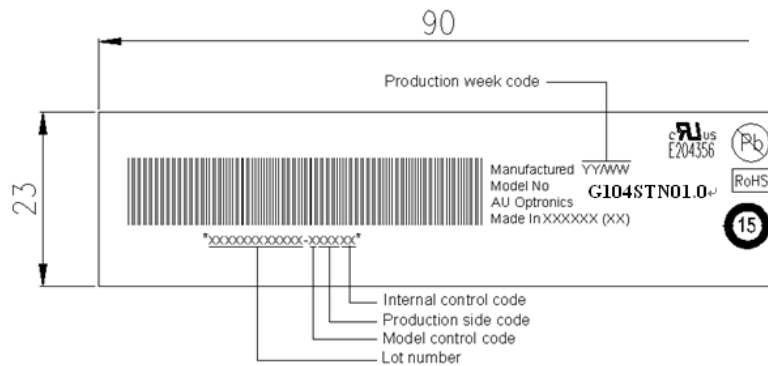 90
Production week code
23
c RU us
E204356
Pb
Manufactured YY/WW
Model No G104STN01.0
RoHS
AU Optronics
Made In XXXXXX (XX)
15
*XXXXXXXXXXXX-XXXXXX*
Internal control code
Production side code
Model control code
Lot number